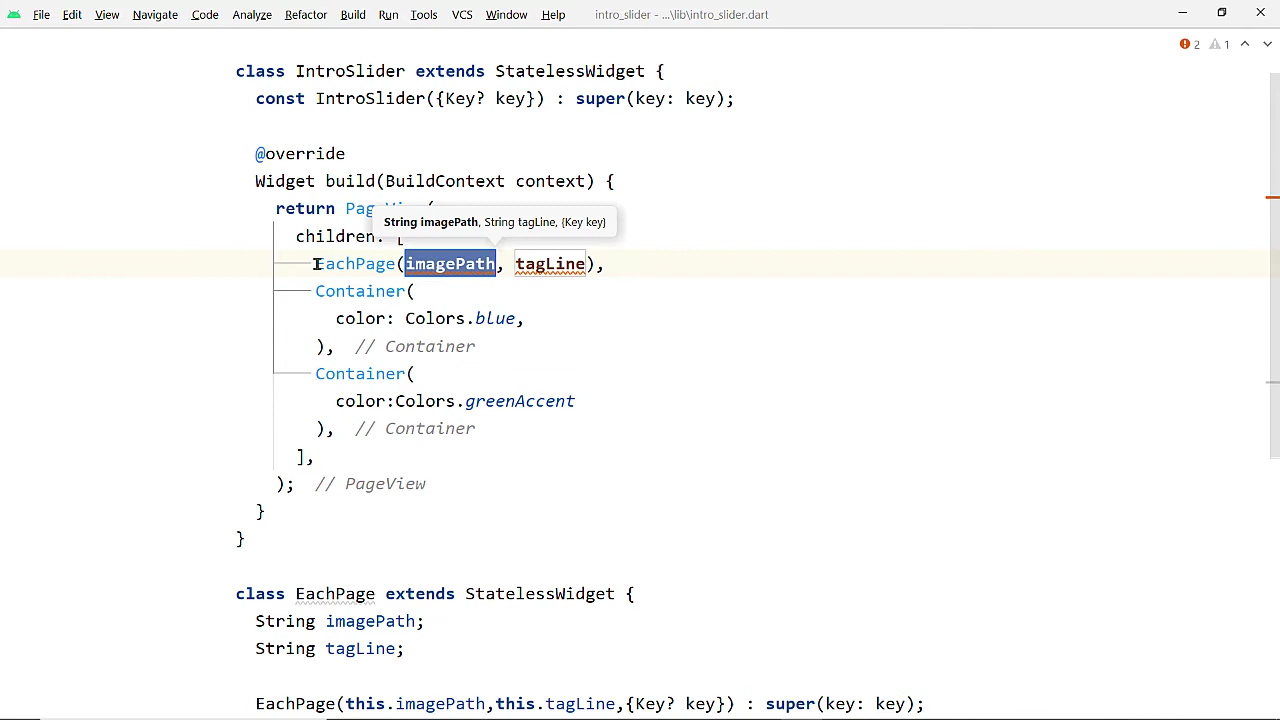 File Edit View Navigate Code Analyze Refactor Build Run Tools VCS Window Help intro_slider - ...\lib\intro_slider.dart
2 1
class IntroSlider extends StatelessWidget {
const IntroSlider({Key? key}) : super(key: key);
@override
Widget build(BuildContext context) {
return (
String imagePath, String tagLine, {Key key}
children: [
EachPage(imagePath, tagLine),
Container(
color: Colors.blue,
), // Container
Container(
color:Colors.greenAccent
), // Container
],
); // PageView
}
}
class EachPage extends StatelessWidget {
String imagePath;
String tagLine;
EachPage(this.imagePath,this.tagLine,{Key? key}) : super(key: key);